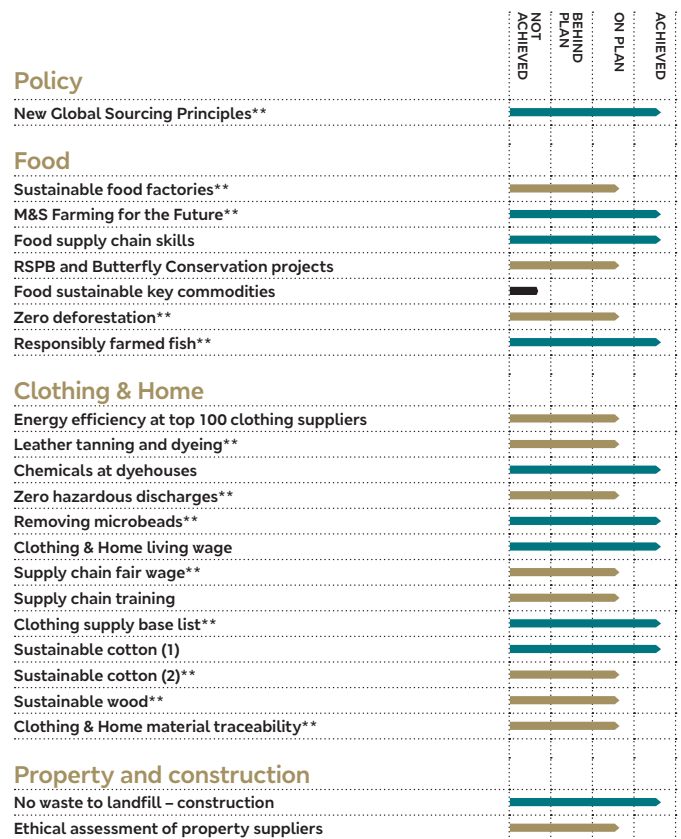 NOT ACHIEVED
BEHIND PLAN
ON PLAN
ACHIEVED
Policy
New Global Sourcing Principles**
Food
Sustainable food factories**
M&S Farming for the Future**
Food supply chain skills
RSPB and Butterfly Conservation projects
Food sustainable key commodities
Zero deforestation**
Responsibly farmed fish**
Clothing & Home
Energy efficiency at top 100 clothing suppliers
Leather tanning and dyeing**
Chemicals at dyehouses
Zero hazardous discharges**
Removing microbeads**
Clothing & Home living wage
Supply chain fair wage**
Supply chain training
Clothing supply base list**
Sustainable cotton (1)
Sustainable cotton (2)**
Sustainable wood**
Clothing & Home material traceability**
Property and construction
No waste to landfill – construction
Ethical assessment of property suppliers